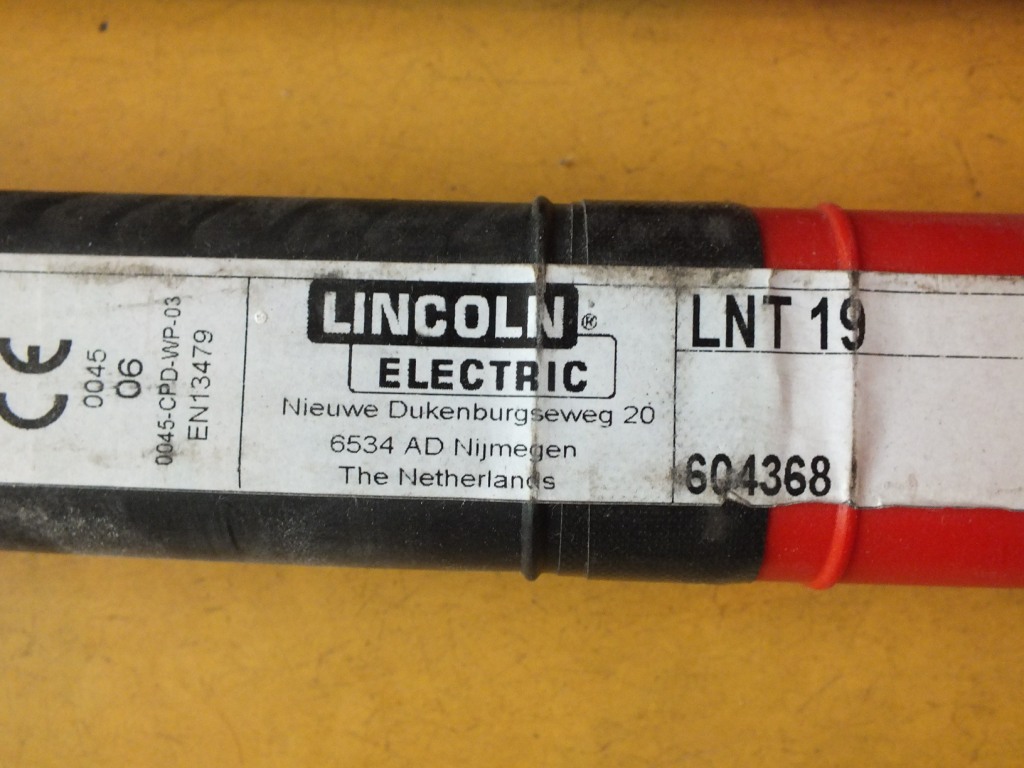 CE
0045
06
0045-CPD-WP-03
EN13479
LINCOLN ®
ELECTRIC
Nieuwe Dukenburgseweg 20
6534 AD Nijmegen
The Netherlands
LNT 19
604368